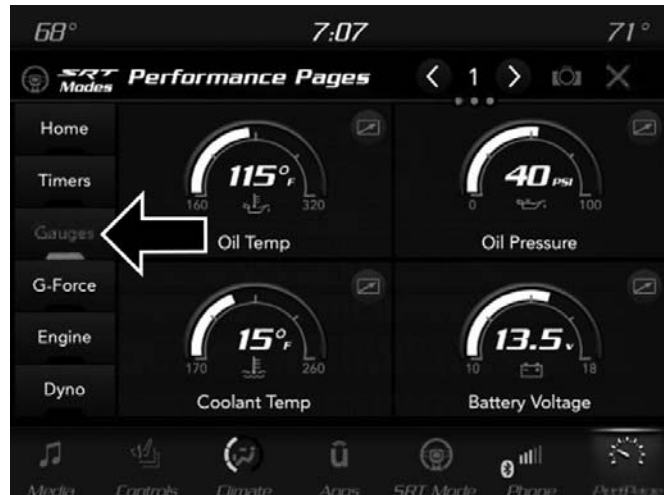 68° 7:07 71°
SRT Modes Performance Pages 1
Home
Timers
Gauges
G-Force
Engine
Dyno
115°F
160 320
Oil Temp
40 PSI
0 100
Oil Pressure
15°F
170 260
Coolant Temp
13.5 v
10 18
Battery Voltage
Media Controls Climate Apps SRT Mode Phone